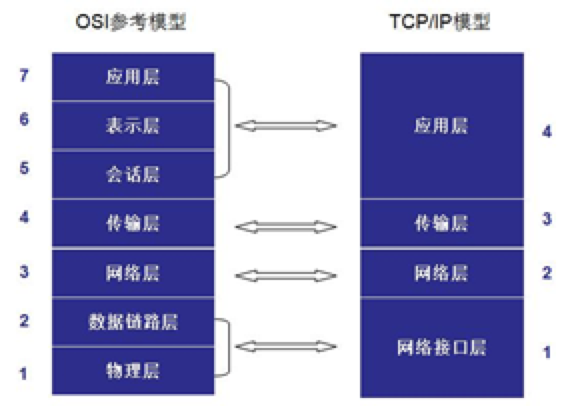 OSI参考模型
TCP/IP模型
7
应用层
6
表示层
5
会话层
4
传输层
3
网络层
2
数据链路层
1
物理层
应用层
4
传输层
3
网络层
2
网络接口层
1